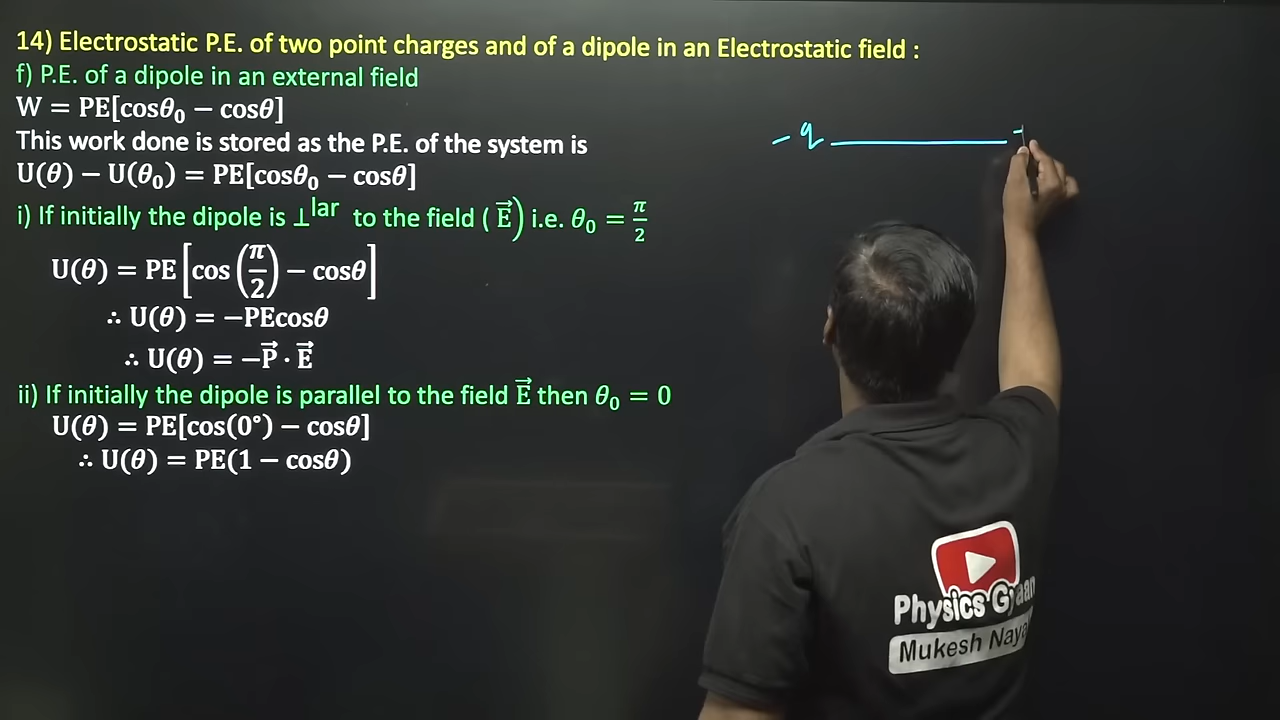 14) Electrostatic P.E. of two point charges and of a dipole in an Electrostatic field :
f) P.E. of a dipole in an external field
W = PE[cosθ₀ − cosθ]
This work done is stored as the P.E. of the system is
U(θ) − U(θ₀) = PE[cosθ₀ − cosθ]
i) If initially the dipole is ⊥ˡᵃʳ to the field ( E⃗) i.e. θ₀ = π/2
U(θ) = PE[cos(π/2) − cosθ]
∴ U(θ) = −PEcosθ
∴ U(θ) = −P⃗ · E⃗
ii) If initially the dipole is parallel to the field E⃗ then θ₀ = 0
U(θ) = PE[cos(0°) − cosθ]
∴ U(θ) = PE(1 − cosθ)
− q
Physics Gyaan
Mukesh